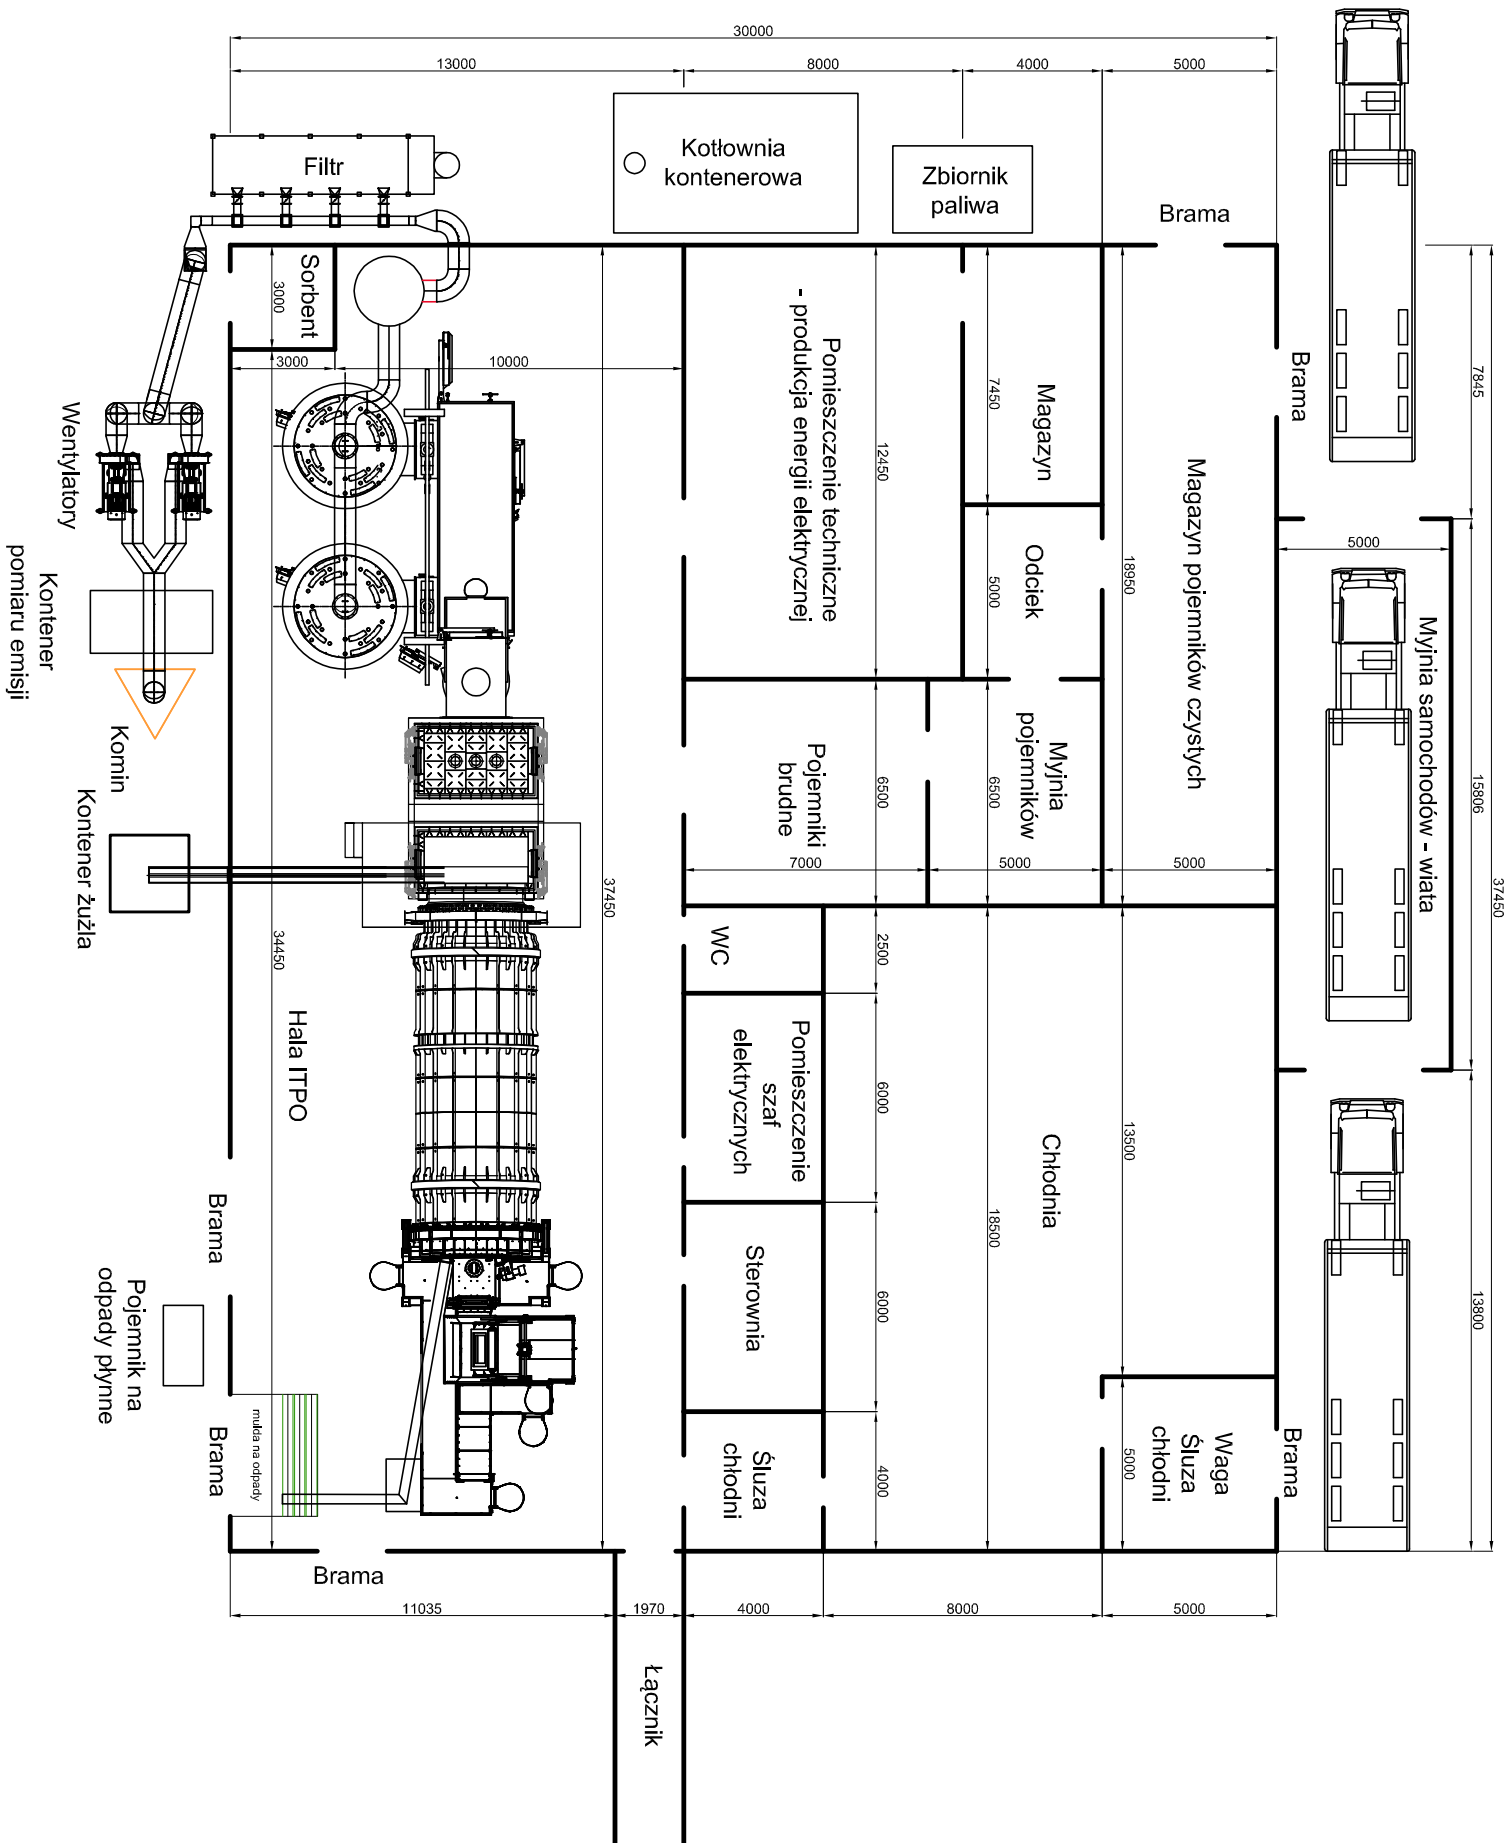 30000
13000
8000
4000
5000
Kotłownia
kontenerowa
Zbiornik
paliwa
Filtr
Brama
Sorbent
3000
3000
10000
Pomieszczenie techniczne
- produkcja energii elektrycznej
12450
7450
Magazyn
5000
Odciek
18950
Magazyn pojemników czystych
Brama
7845
37450
15806
13800
5000
Myjnia samochodów - wiata
Wentylatory
Kontener
pomiaru emisji
Komin
Kontener żużla
Pojemniki
brudne
6500
Myjnia
pojemników
6500
7000
5000
5000
37450
34450
Hala ITPO
WC
2500
Pomieszczenie
szaf
elektrycznych
6000
Sterownia
6000
Śluza
chłodni
4000
18500
Chłodnia
13500
Waga
Śluza
chłodni
5000
Brama
Brama
Pojemnik na
odpady płynne
Brama
mulda na odpady
Brama
11035
1970
4000
8000
5000
Łącznik